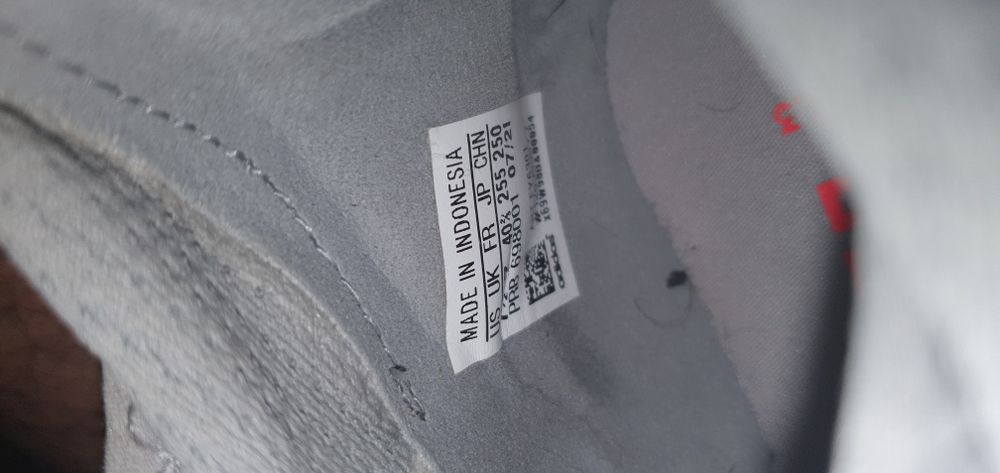 MADE IN INDONESIA
US UK FR JP CHN
7½ 7 40⅔ 255 250
PRB 698001 07/21
adidas